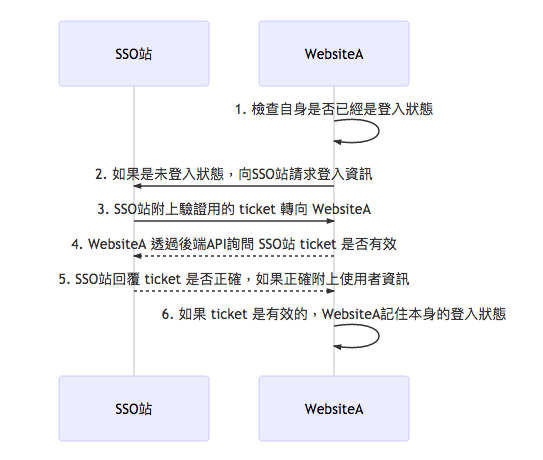 SSO站
WebsiteA
1. 檢查自身是否已經是登入狀態
2. 如果是未登入狀態，向SSO站請求登入資訊
3. SSO站附上驗證用的 ticket 轉向 WebsiteA
4. WebsiteA 透過後端API詢問 SSO站 ticket 是否有效
5. SSO站回覆 ticket 是否正確，如果正確附上使用者資訊
6. 如果 ticket 是有效的，WebsiteA記住本身的登入狀態
SSO站
WebsiteA